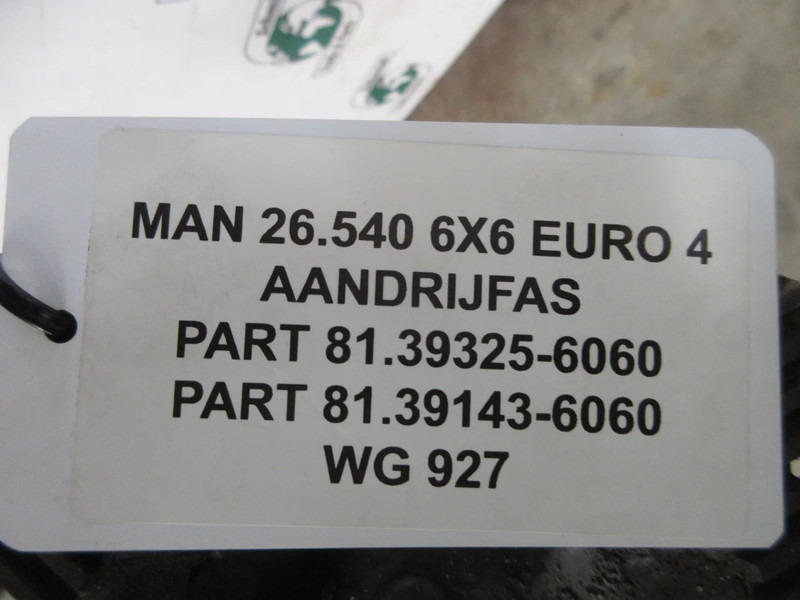 MAN 26.540 6X6 EURO 4
AANDRIJFAS
PART 81.39325-6060
PART 81.39143-6060
WG 927